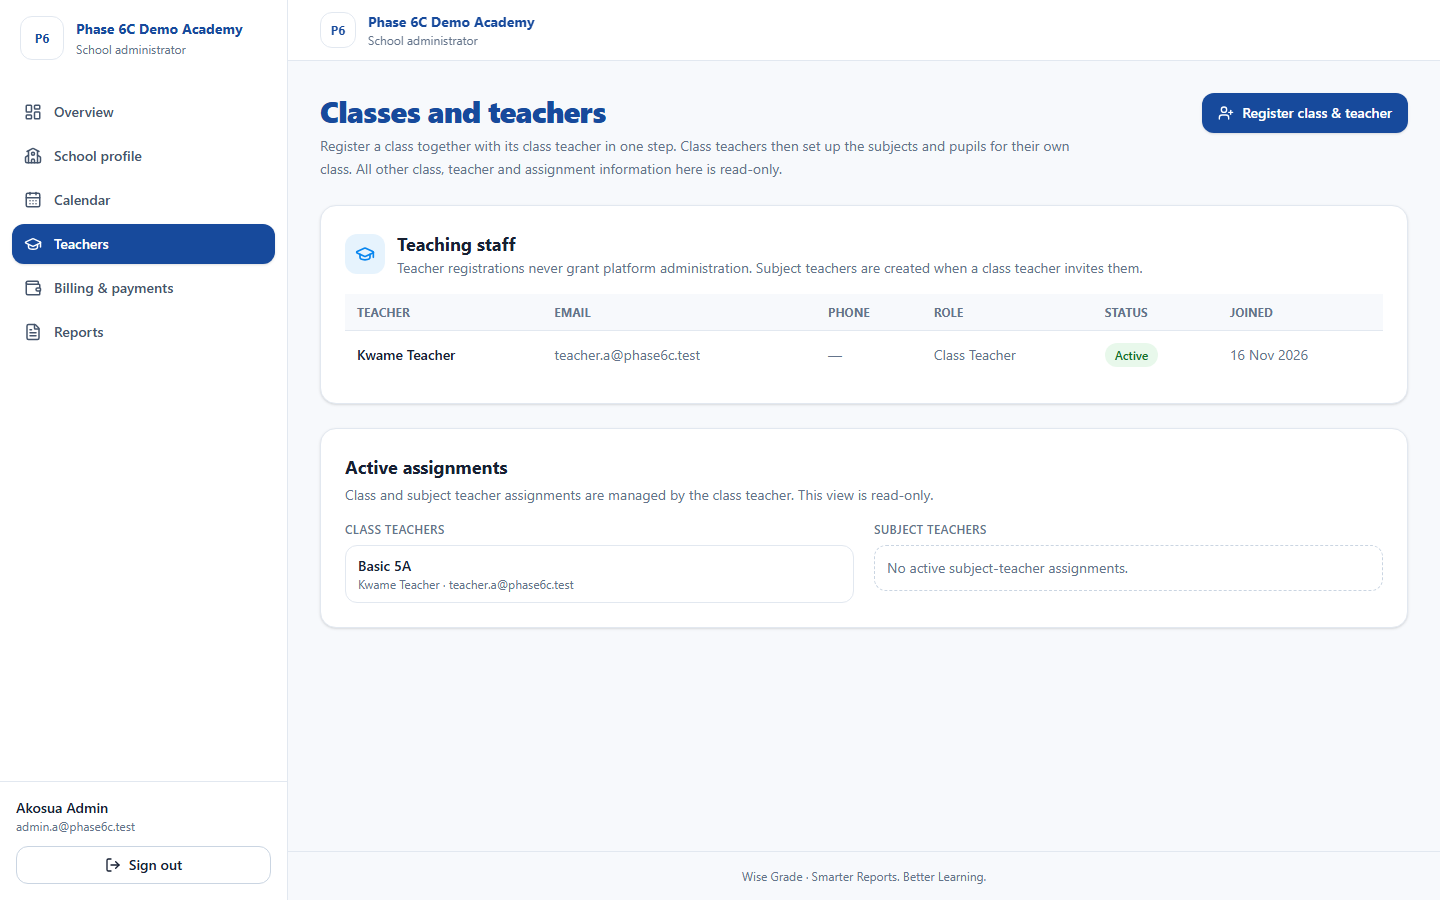 P6
Phase 6C Demo Academy
School administrator
Overview
School profile
Calendar
Teachers
Billing & payments
Reports
Akosua Admin
admin.a@phase6c.test
Sign out
P6
Phase 6C Demo Academy
School administrator
Classes and teachers
Register class & teacher
Register a class together with its class teacher in one step. Class teachers then set up the subjects and pupils for their own
class. All other class, teacher and assignment information here is read-only.
Teaching staff
Teacher registrations never grant platform administration. Subject teachers are created when a class teacher invites them.
TEACHER EMAIL PHONE ROLE STATUS JOINED
Kwame Teacher teacher.a@phase6c.test — Class Teacher Active 16 Nov 2026
Active assignments
Class and subject teacher assignments are managed by the class teacher. This view is read-only.
CLASS TEACHERS
Basic 5A
Kwame Teacher · teacher.a@phase6c.test
SUBJECT TEACHERS
No active subject-teacher assignments.
Wise Grade · Smarter Reports. Better Learning.